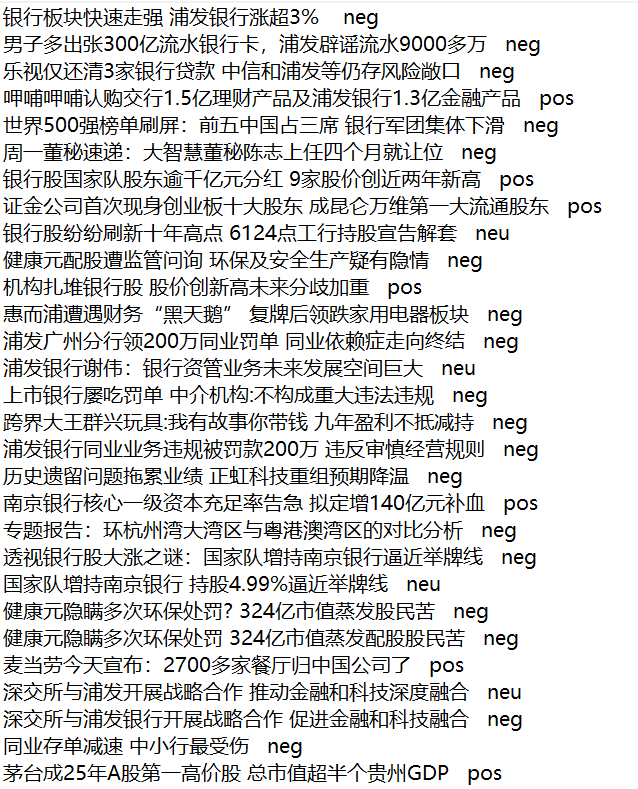 银行板块快速走强 浦发银行涨超3% neg
男子多出张300亿流水银行卡，浦发辟谣流水9000多万 neg
乐视仅还清3家银行贷款 中信和浦发等仍存风险敞口 neg
呷哺呷哺认购交行1.5亿理财产品及浦发银行1.3亿金融产品 pos
世界500强榜单刷屏：前五中国占三席 银行军团集体下滑 neg
周一董秘速递：大智慧董秘陈志上任四个月就让位 neg
银行股国家队股东逾千亿元分红 9家股价创近两年新高 pos
证金公司首次现身创业板十大股东 成昆仑万维第一大流通股东 pos
银行股纷纷刷新十年高点 6124点工行持股宣告解套 neu
健康元配股遭监管问询 环保及安全生产疑有隐情 neg
机构扎堆银行股 股价创新高未来分歧加重 pos
惠而浦遭遇财务“黑天鹅” 复牌后领跌家用电器板块 neg
浦发广州分行领200万同业罚单 同业依赖症走向终结 neg
浦发银行谢伟：银行资管业务未来发展空间巨大 neu
上市银行屡吃罚单 中介机构:不构成重大违法违规 neg
跨界大王群兴玩具:我有故事你带钱 九年盈利不抵减持 neg
浦发银行同业业务违规被罚款200万 违反审慎经营规则 neg
历史遗留问题拖累业绩 正虹科技重组预期降温 neg
南京银行核心一级资本充足率告急 拟定增140亿元补血 pos
专题报告：环杭州湾大湾区与粤港澳湾区的对比分析 neg
透视银行股大涨之谜：国家队增持南京银行逼近举牌线 neg
国家队增持南京银行 持股4.99%逼近举牌线 neu
健康元隐瞒多次环保处罚? 324亿市值蒸发股民苦 neg
健康元隐瞒多次环保处罚 324亿市值蒸发配股股民苦 neg
麦当劳今天宣布：2700多家餐厅归中国公司了 pos
深交所与浦发开展战略合作 推动金融和科技深度融合 neu
深交所与浦发银行开展战略合作 促进金融和科技融合 neg
同业存单减速 中小行最受伤 neg
茅台成25年A股第一高价股 总市值超半个贵州GDP pos